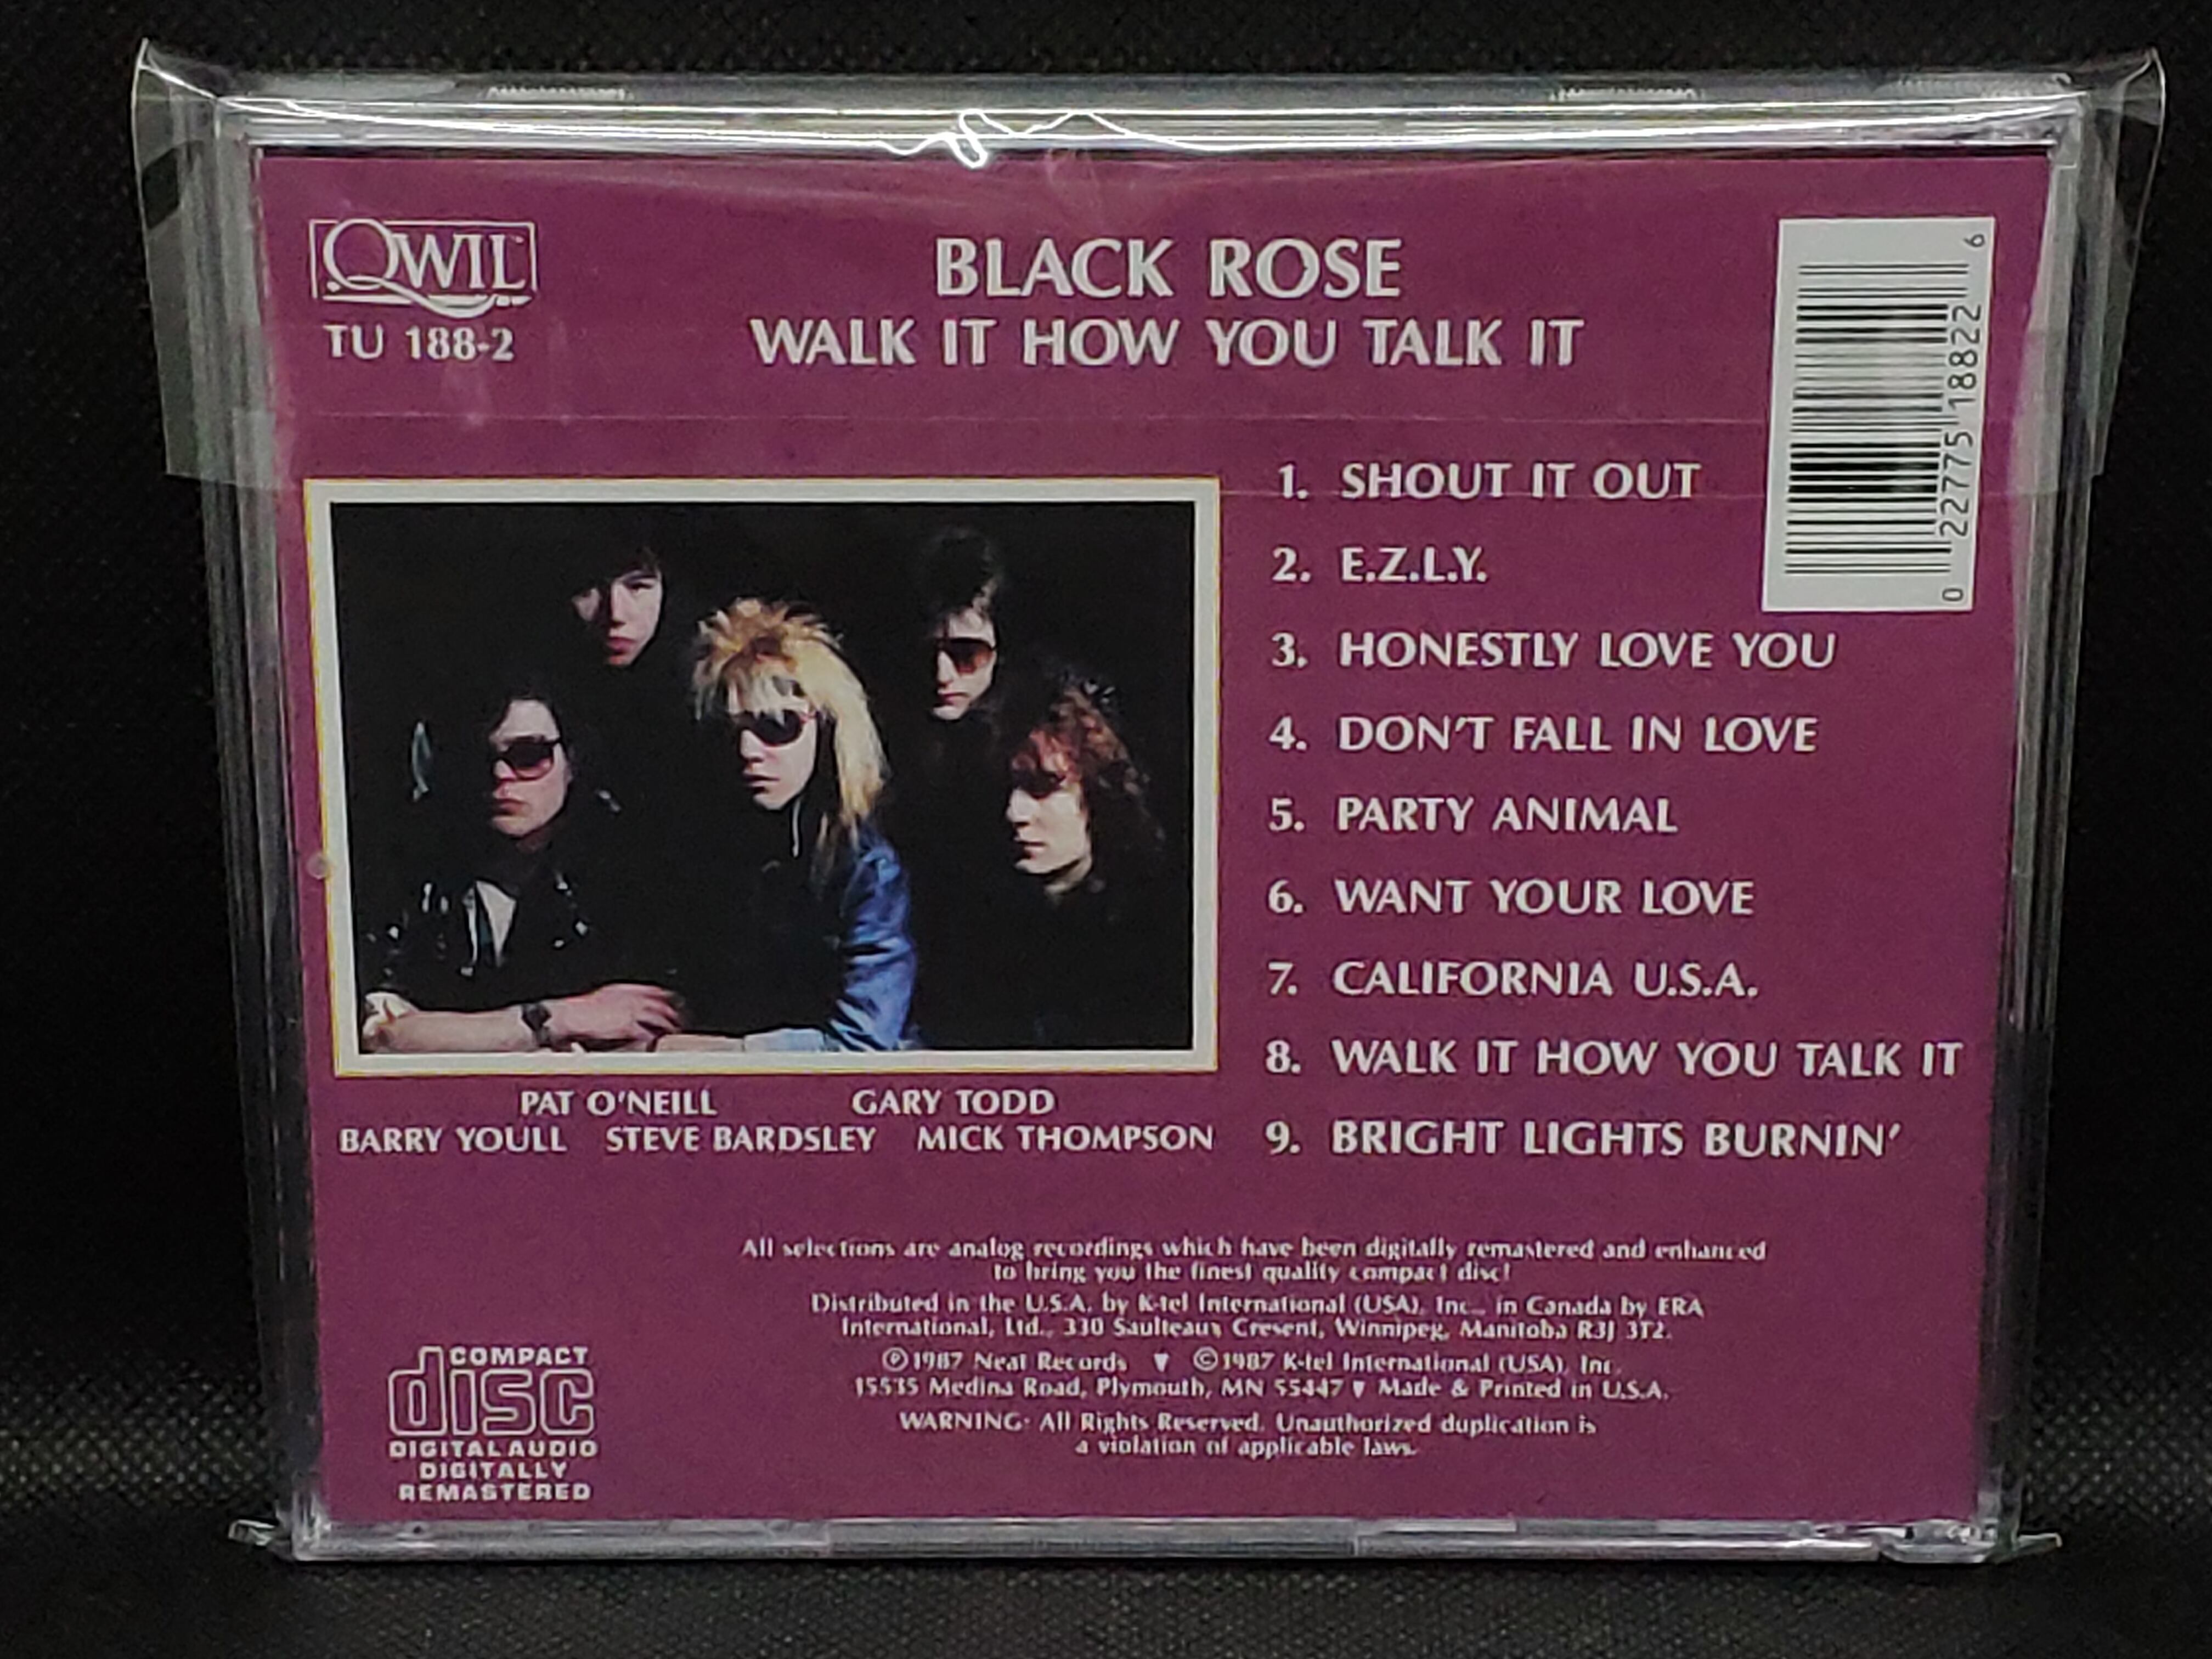 QWIL
TU 188-2
BLACK ROSE
WALK IT HOW YOU TALK IT
0 22775 18822 6
1. SHOUT IT OUT
2. E.Z.L.Y.
3. HONESTLY LOVE YOU
4. DON'T FALL IN LOVE
5. PARTY ANIMAL
6. WANT YOUR LOVE
7. CALIFORNIA U.S.A.
8. WALK IT HOW YOU TALK IT
9. BRIGHT LIGHTS BURNIN'
PAT O'NEILL GARY TODD
BARRY YOULL STEVE BARDSLEY MICK THOMPSON
All selections are analog recordings which have been digitally remastered and enhanced
to bring you the finest quality compact disc!
Distributed in the U.S.A. by K-tel International (USA), Inc., in Canada by ERA
International, Ltd., 330 Saulteaux Cresent, Winnipeg, Manitoba R3J 3T2.
Ⓟ1987 Neat Records ▼ ©1987 K-tel International (USA), Inc.
15535 Medina Road, Plymouth, MN 55447 ▼ Made & Printed in U.S.A.
WARNING: All Rights Reserved. Unauthorized duplication is
a violation of applicable laws.
COMPACT
disc
DIGITAL AUDIO
DIGITALLY
REMASTERED